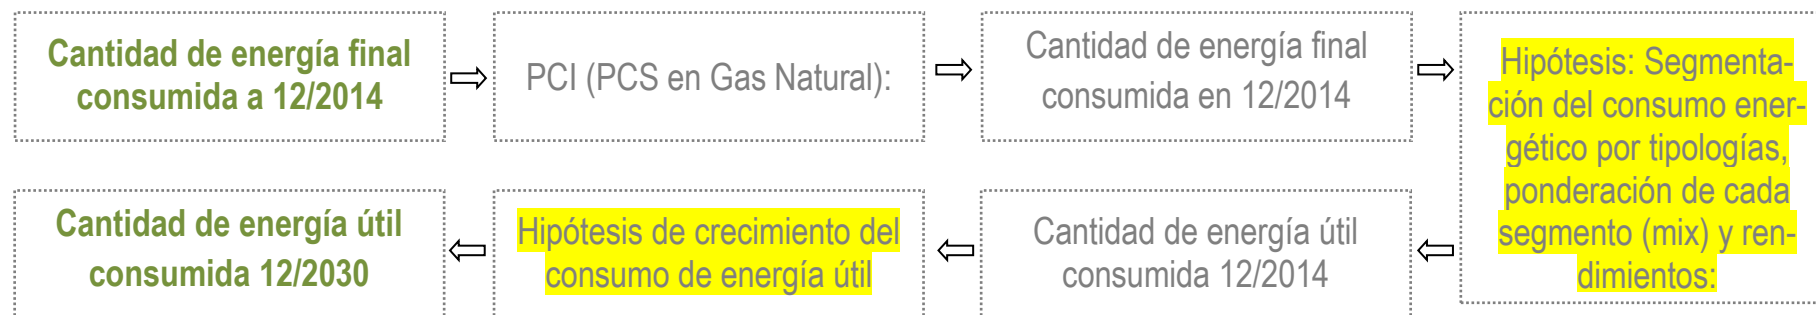 Cantidad de energía final
consumida a 12/2014
PCI (PCS en Gas Natural):
Cantidad de energía final
consumida en 12/2014
Hipótesis: Segmenta-
ción del consumo ener-
gético por tipologías,
ponderación de cada
segmento (mix) y ren-
dimientos:
Cantidad de energía útil
consumida 12/2014
Hipótesis de crecimiento del
consumo de energía útil
Cantidad de energía útil
consumida 12/2030